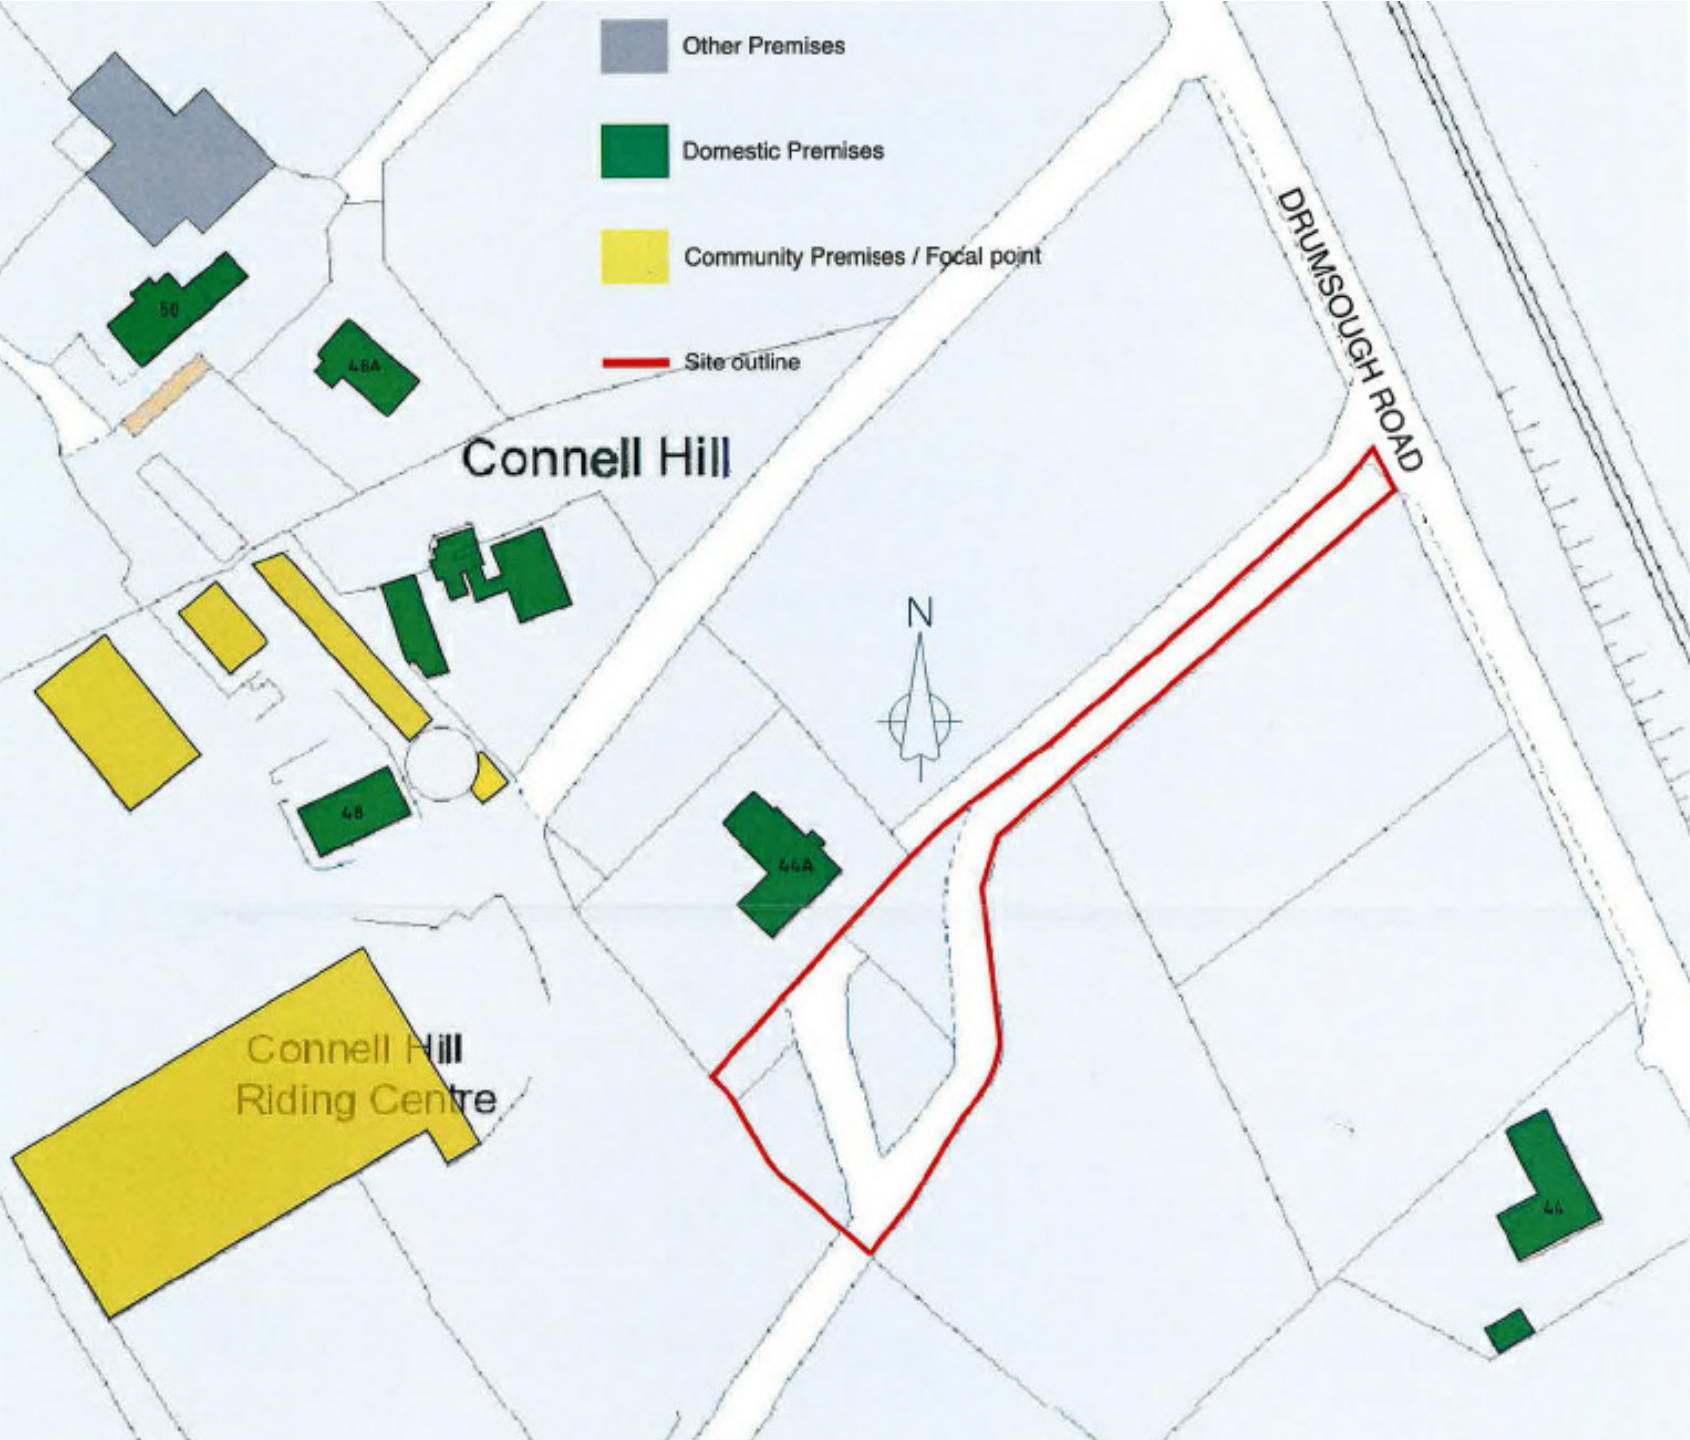 Other Premises
Domestic Premises
Community Premises / Focal point
Site outline
DRUMSOUGH ROAD
50
48A
Connell Hill
N
48
44A
Connell Hill
Riding Centre
44